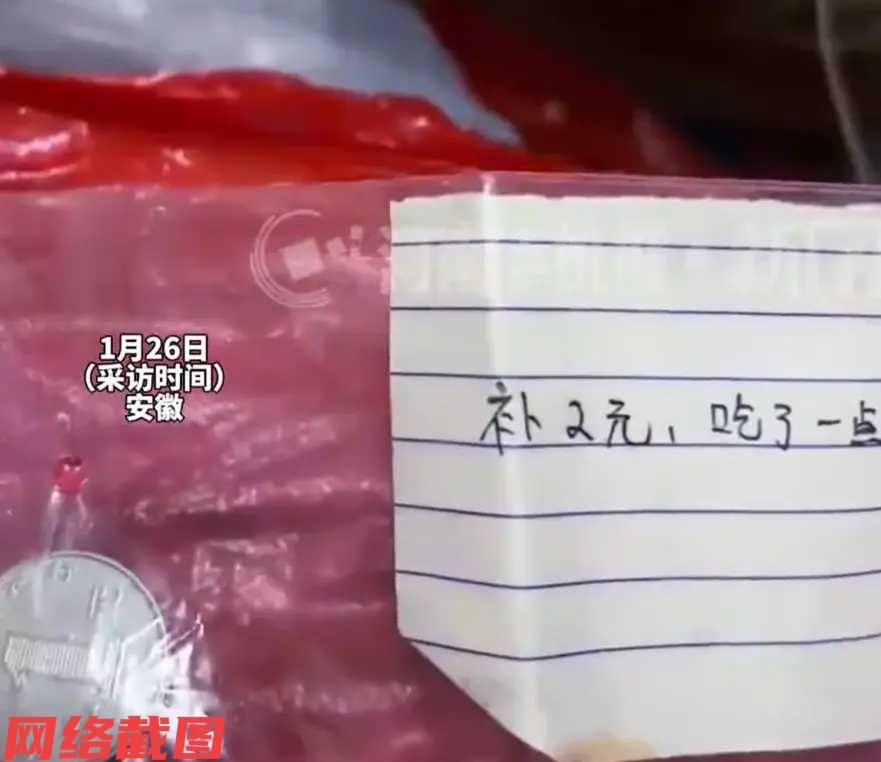 1月26日
（采访时间）
安徽
补2元，吃了一点
网络截图